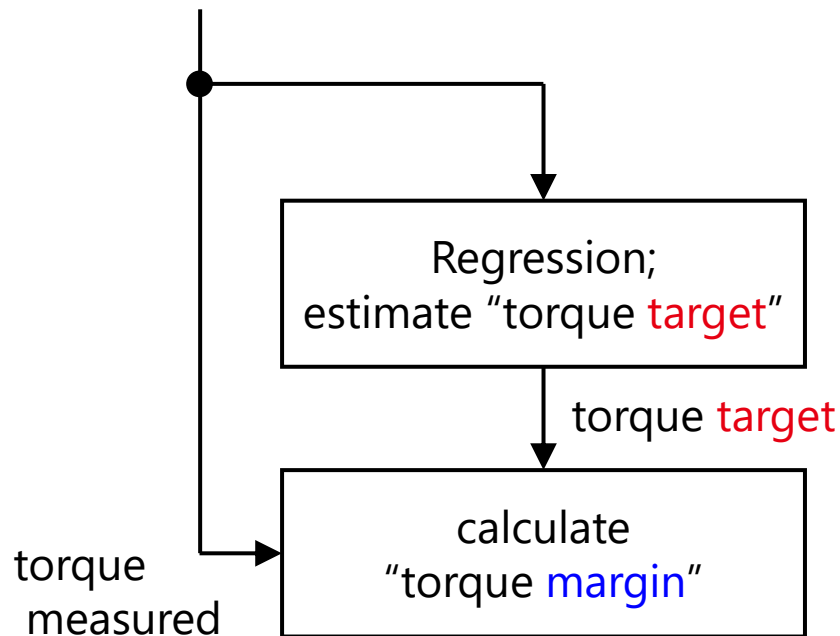 Regression;
estimate “torque target”
torque target
calculate
“torque margin”
torque
measured